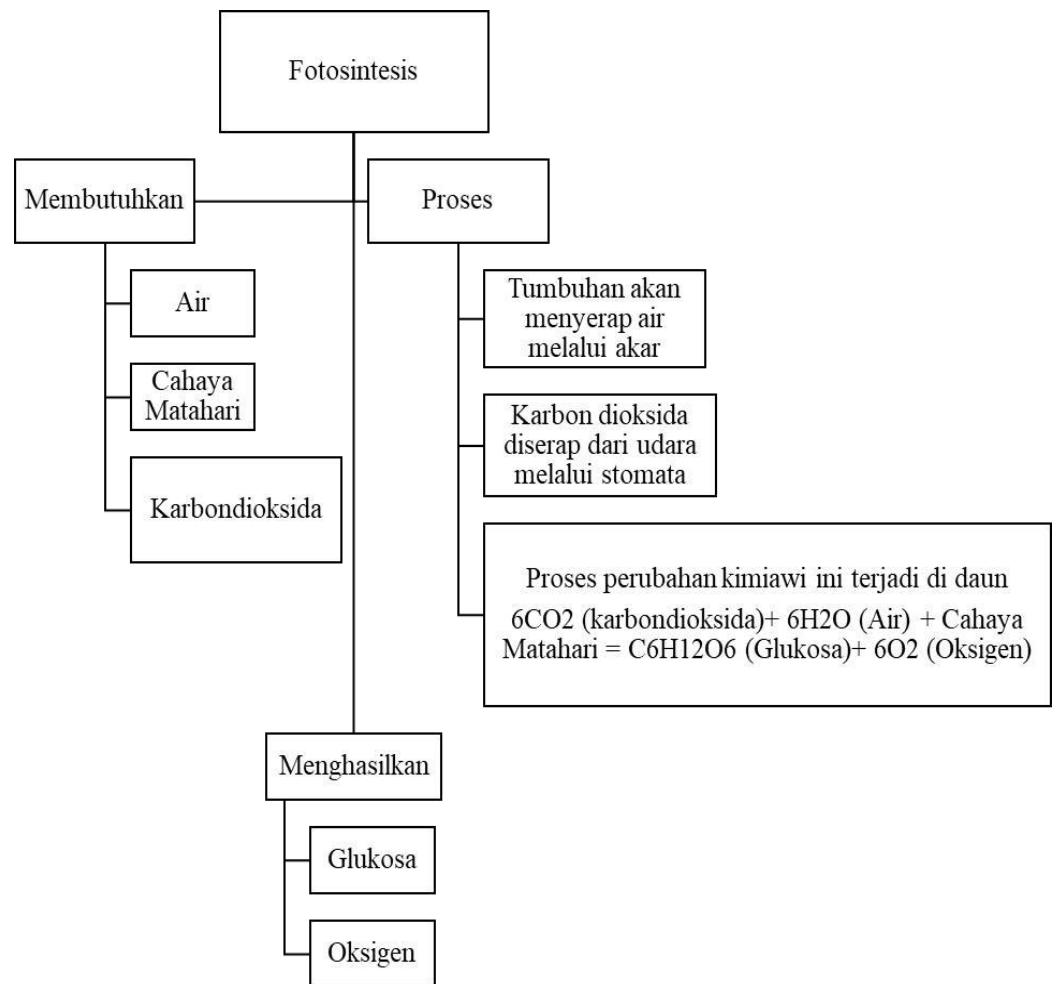 Fotosintesis
Membutuhkan
Air
Cahaya
Matahari
Karbondioksida
Proses
Tumbuhan akan
menyerap air
melalui akar
Karbon dioksida
diserap dari udara
melalui stomata
Proses perubahan kimiawi ini terjadi di daun
6CO2 (karbondioksida)+ 6H2O (Air) + Cahaya
Matahari = C6H12O6 (Glukosa)+ 6O2 (Oksigen)
Menghasilkan
Glukosa
Oksigen